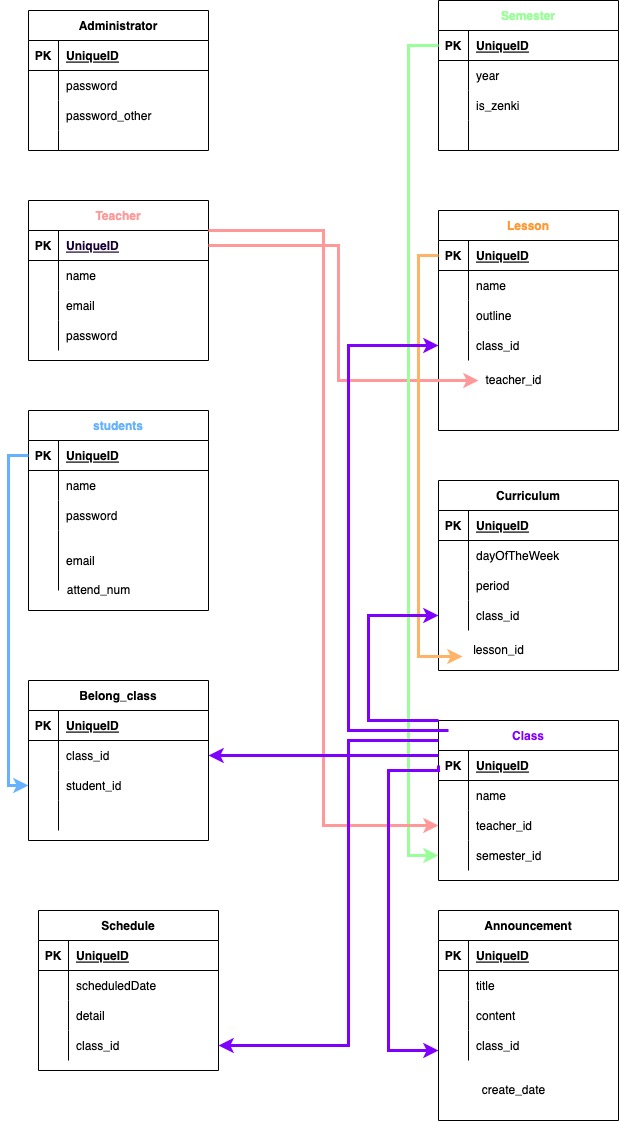 Administrator
PK UniqueID
password
password_other
Semester
PK UniqueID
year
is_zenki
Teacher
PK UniqueID
name
email
password
Lesson
PK UniqueID
name
outline
class_id
teacher_id
students
PK UniqueID
name
password
email
attend_num
Curriculum
PK UniqueID
dayOfTheWeek
period
class_id
lesson_id
Belong_class
PK UniqueID
class_id
student_id
Class
PK UniqueID
name
teacher_id
semester_id
Schedule
PK UniqueID
scheduledDate
detail
class_id
Announcement
PK UniqueID
title
content
class_id
create_date